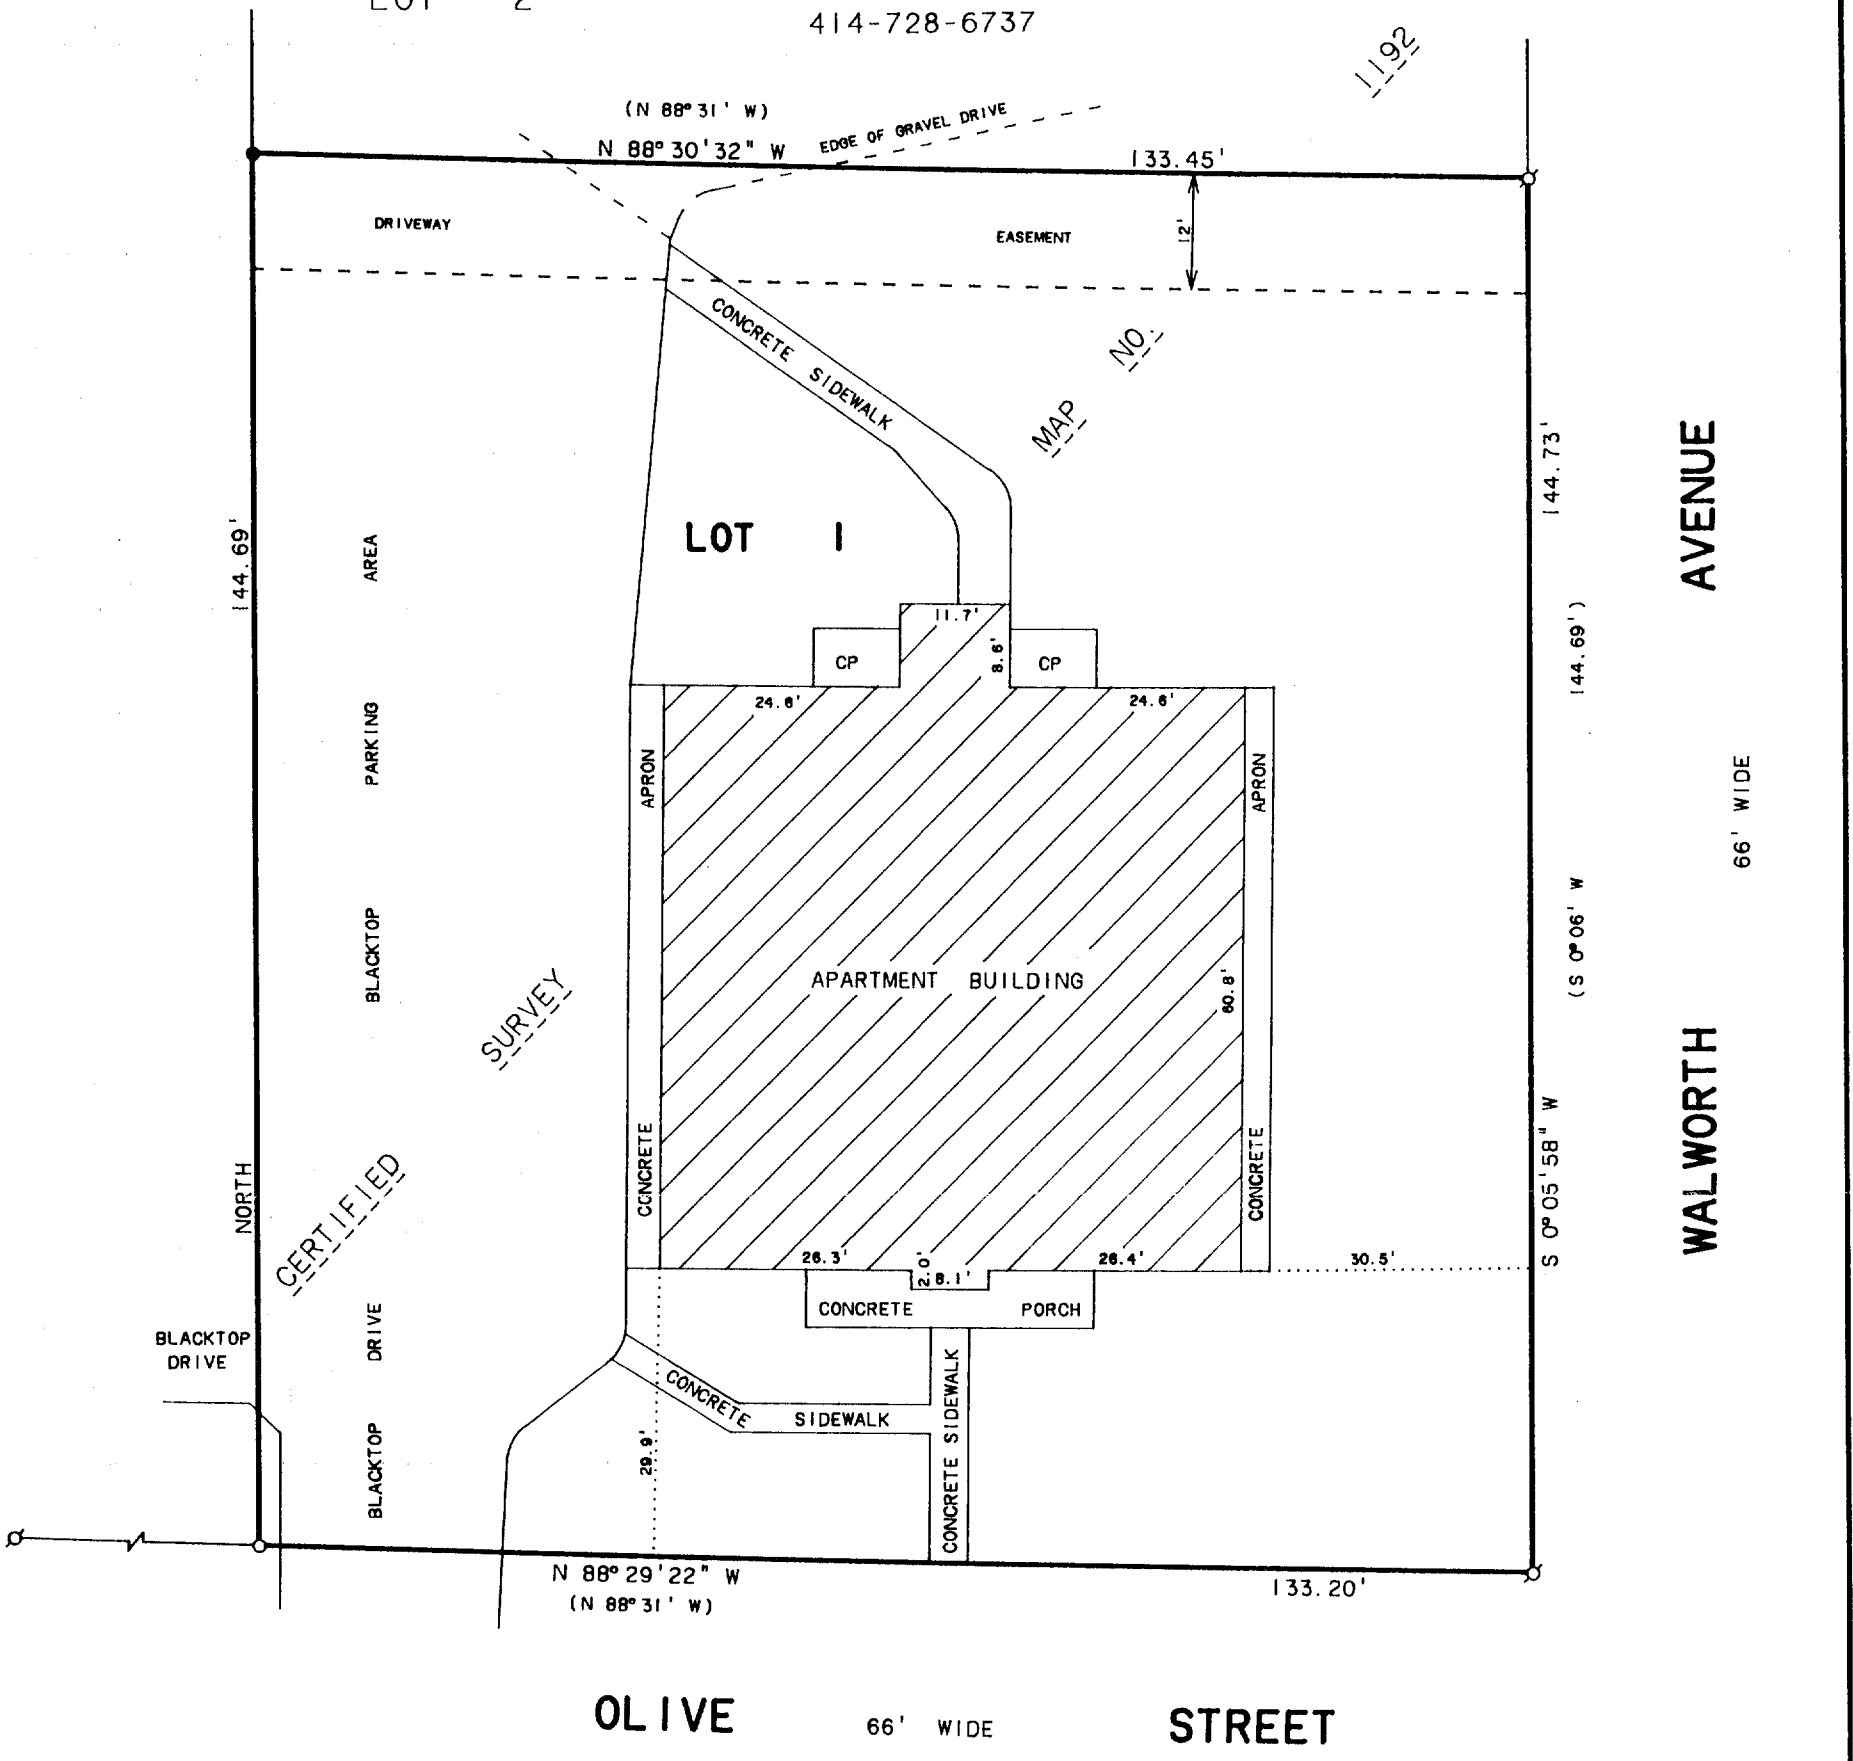 LOT 2
414-728-6737
1192
(N 88° 31' W)
N 88° 30' 32" W
EDGE OF GRAVEL DRIVE
133.45'
DRIVEWAY
EASEMENT
12'
CONCRETE SIDEWALK
MAP NO.
144.69'
NORTH
LOT 1
BLACKTOP PARKING AREA
11.7'
8.6'
CP
CP
24.6'
24.6'
CONCRETE APRON
CONCRETE APRON
APARTMENT BUILDING
60.8'
CERTIFIED SURVEY
26.3'
2.0'
8.1'
26.4'
30.5'
CONCRETE PORCH
BLACKTOP
DRIVE
BLACKTOP DRIVE
CONCRETE SIDEWALK
CONCRETE SIDEWALK
29.9'
N 88° 29' 22" W
(N 88° 31' W)
133.20'
S 0° 05' 58" W 144.73'
(S 0° 06' W 144.69')
WALWORTH AVENUE
66' WIDE
OLIVE 66' WIDE STREET